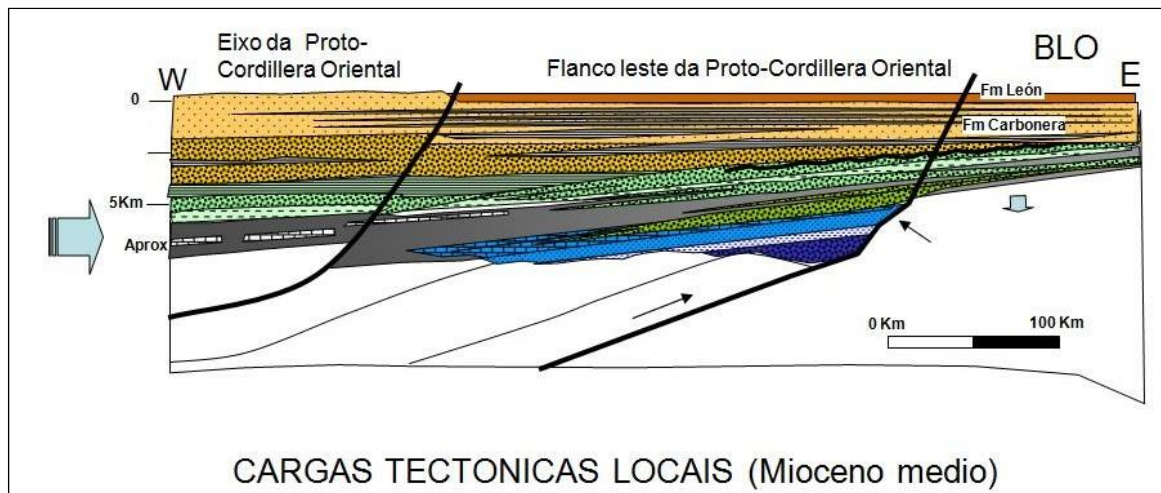 Eixo da Proto-
Cordillera Oriental
W
Flanco leste da Proto-Cordillera Oriental
BLO
E
0
Fm León
Fm Carbonera
5Km
Aprox
0 Km
100 Km
CARGAS TECTONICAS LOCAIS (Mioceno medio)